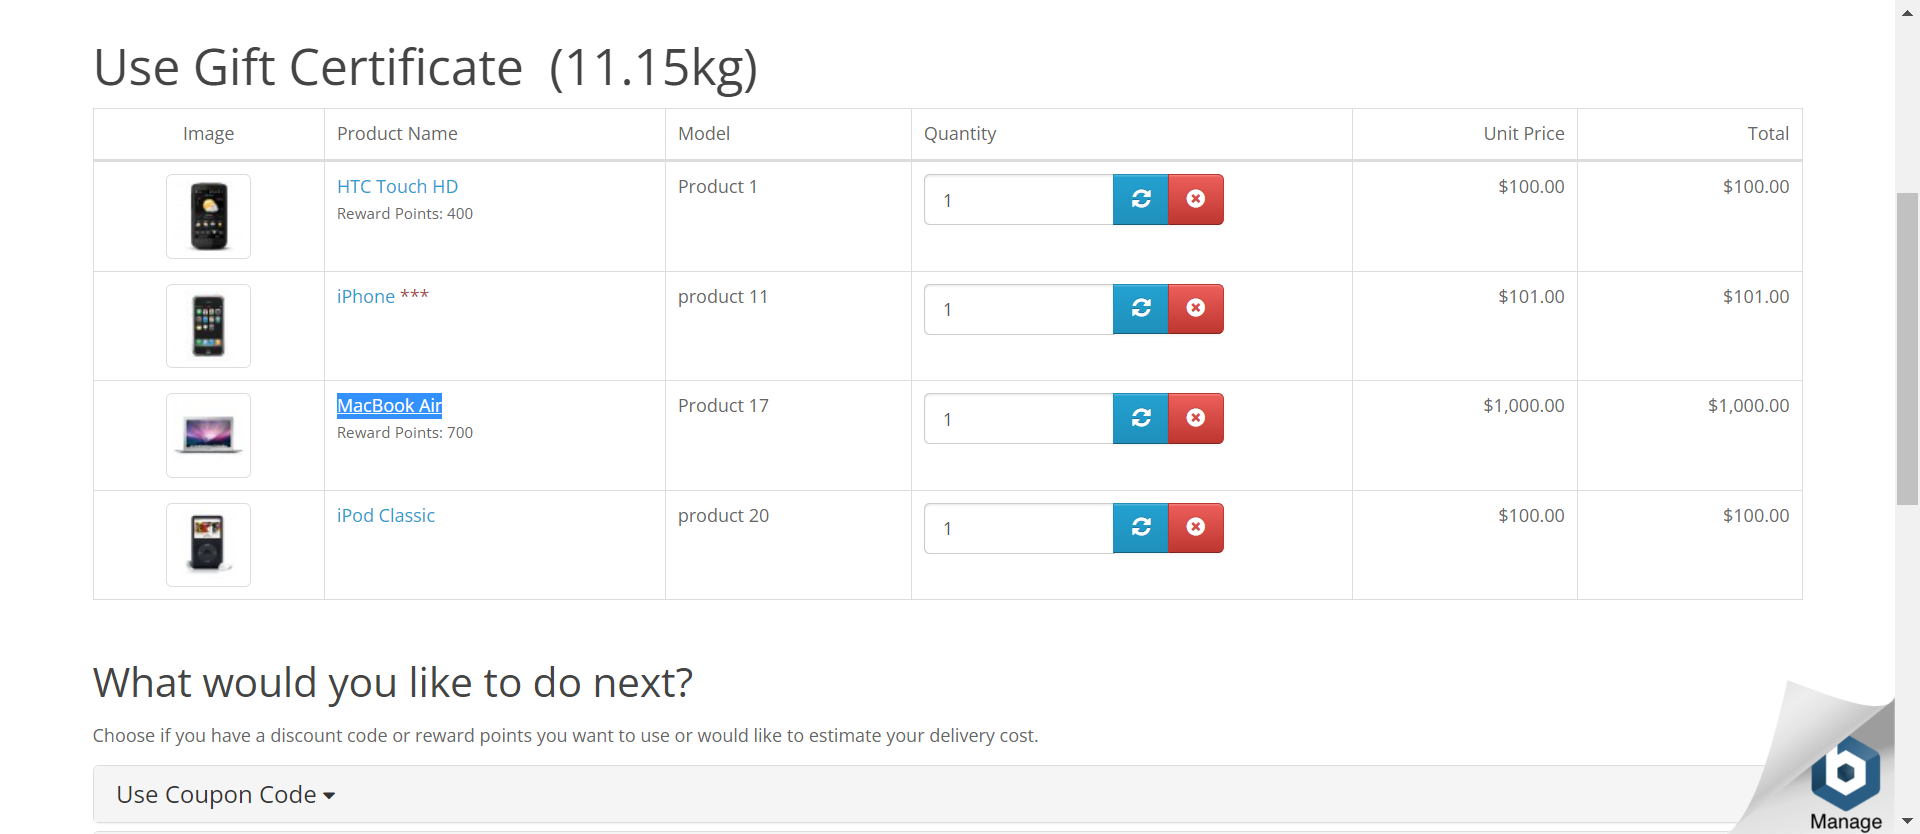 Use Gift Certificate  (11.15kg)
Image Product Name Model Quantity Unit Price Total
HTC Touch HD Product 1 1 $100.00 $100.00
Reward Points: 400
iPhone *** product 11 1 $101.00 $101.00
MacBook Air Product 17 1 $1,000.00 $1,000.00
Reward Points: 700
iPod Classic product 20 1 $100.00 $100.00
What would you like to do next?
Choose if you have a discount code or reward points you want to use or would like to estimate your delivery cost.
Use Coupon Code
b
Manage